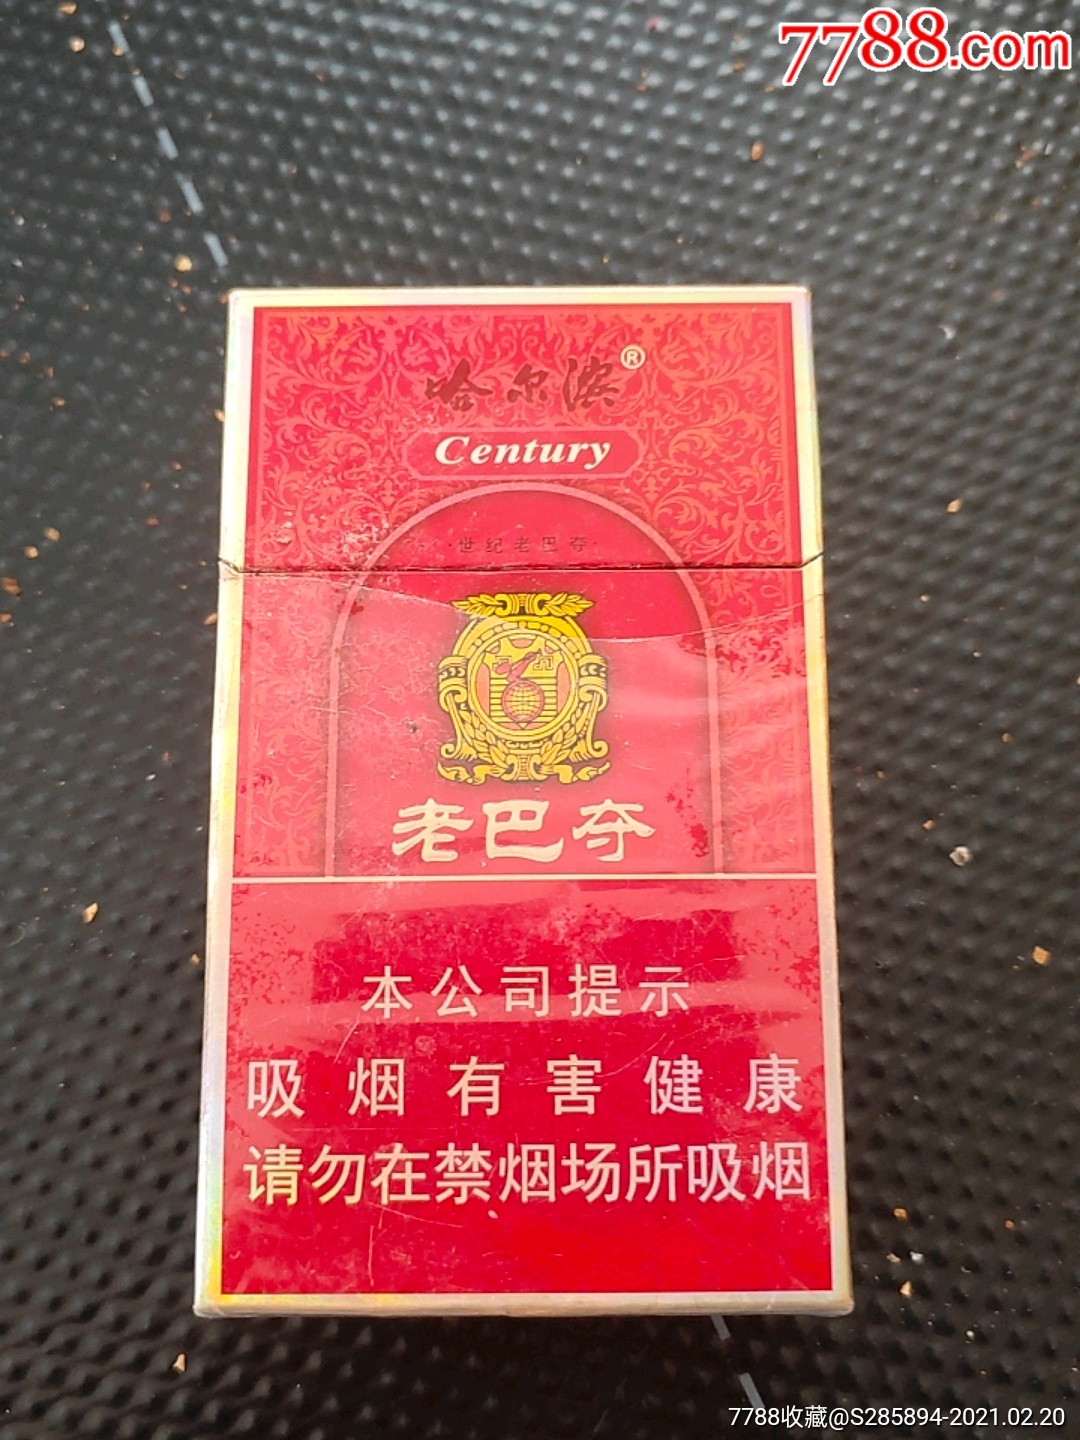 7788.com
哈尔滨®
Century
·世纪老巴夺·
老巴夺
本公司提示
吸烟有害健康
请勿在禁烟场所吸烟
7788收藏@S285894-2021.02.20